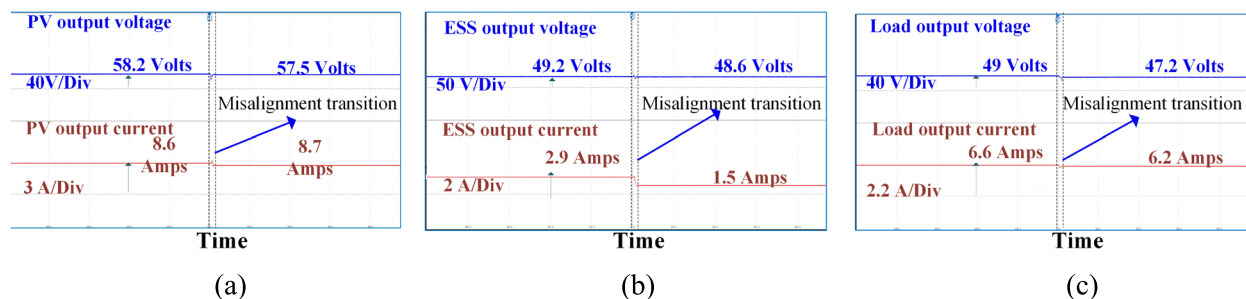 PV output voltage
58.2 Volts
57.5 Volts
40V/Div
Misalignment transition
PV output current
8.6
Amps
8.7
Amps
3 A/Div
Time
(a)
ESS output voltage
49.2 Volts
48.6 Volts
50 V/Div
Misalignment transition
ESS output current
2.9 Amps
1.5 Amps
2 A/Div
Time
(b)
Load output voltage
49 Volts
47.2 Volts
40 V/Div
Misalignment transition
Load output current
6.6 Amps
6.2 Amps
2.2 A/Div
Time
(c)